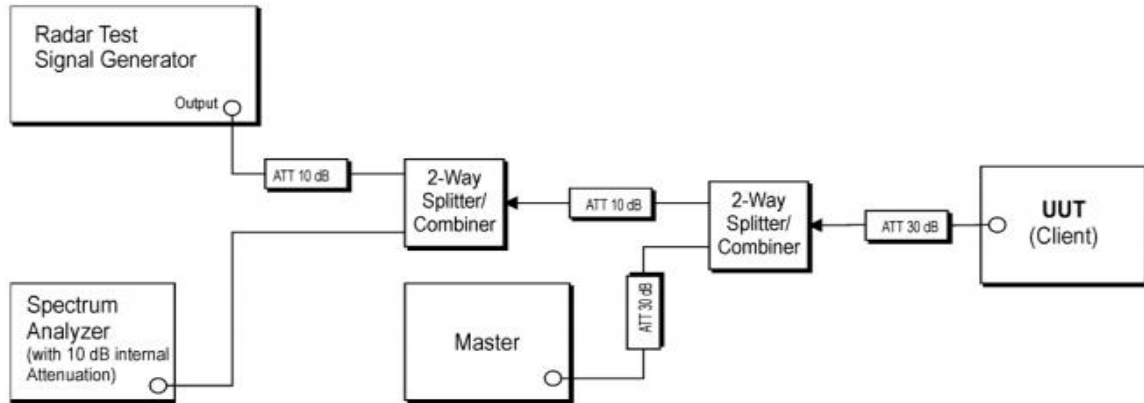 Radar Test
Signal Generator
Output
ATT 10 dB
2-Way
Splitter/
Combiner
ATT 10 dB
2-Way
Splitter/
Combiner
ATT 30 dB
UUT
(Client)
Spectrum
Analyzer
(with 10 dB internal
Attenuation)
Master
ATT 30 dB